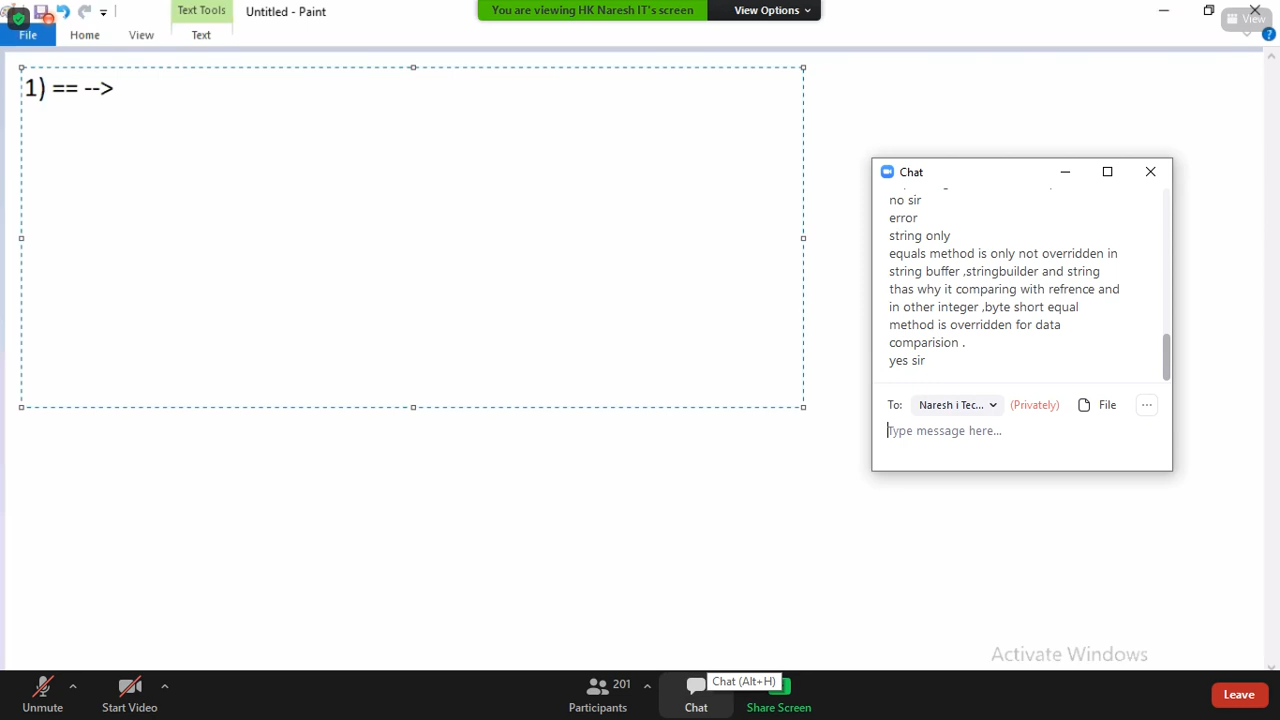 Text Tools
Untitled - Paint
You are viewing HK Naresh IT's screen
View Options
View
File
Home
View
Text
1) == -->
Chat
no sir
error
string only
equals method is only not overridden in
string buffer ,stringbuilder and string
thas why it comparing with refrence and
in other integer ,byte short equal
method is overridden for data
comparision .
yes sir
To:
Naresh i Tec...
(Privately)
File
Type message here...
Activate Windows
Chat (Alt+H)
201
Unmute
Start Video
Participants
Chat
Share Screen
Leave